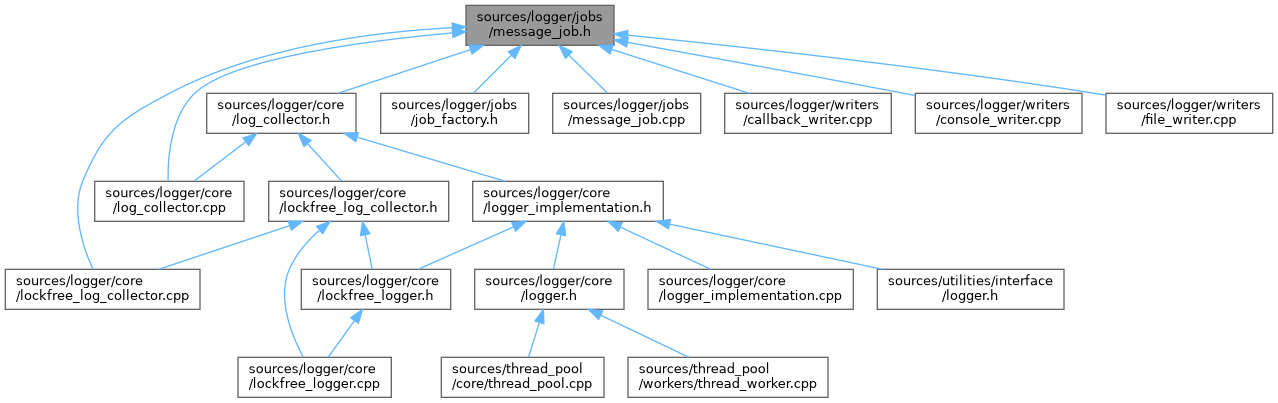 sources/logger/jobs
/message_job.h
sources/logger/core
/log_collector.h
sources/logger/jobs
/job_factory.h
sources/logger/jobs
/message_job.cpp
sources/logger/writers
/callback_writer.cpp
sources/logger/writers
/console_writer.cpp
sources/logger/writers
/file_writer.cpp
sources/logger/core
/log_collector.cpp
sources/logger/core
/lockfree_log_collector.h
sources/logger/core
/logger_implementation.h
sources/logger/core
/lockfree_log_collector.cpp
sources/logger/core
/lockfree_logger.h
sources/logger/core
/logger.h
sources/logger/core
/logger_implementation.cpp
sources/utilities/interface
/logger.h
sources/logger/core
/lockfree_logger.cpp
sources/thread_pool
/core/thread_pool.cpp
sources/thread_pool
/workers/thread_worker.cpp